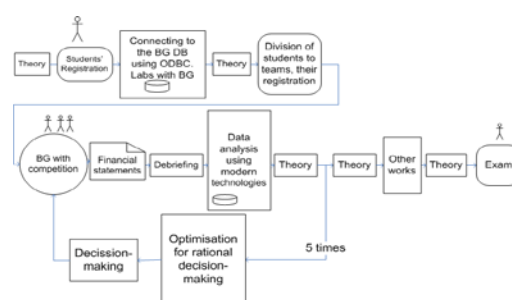 Theory
Students'
Registration
Connecting to
the BG DB
using ODBC.
Labs with BG
Theory
Division of
students to
teams, their
registration
BG with
competition
Financial
statements
Debriefing
Data
analysis
using
modern
technologies
Theory
Theory
Other
works
Theory
Exam
5 times
Optimisation
for rational
decision-
making
Decission-
making